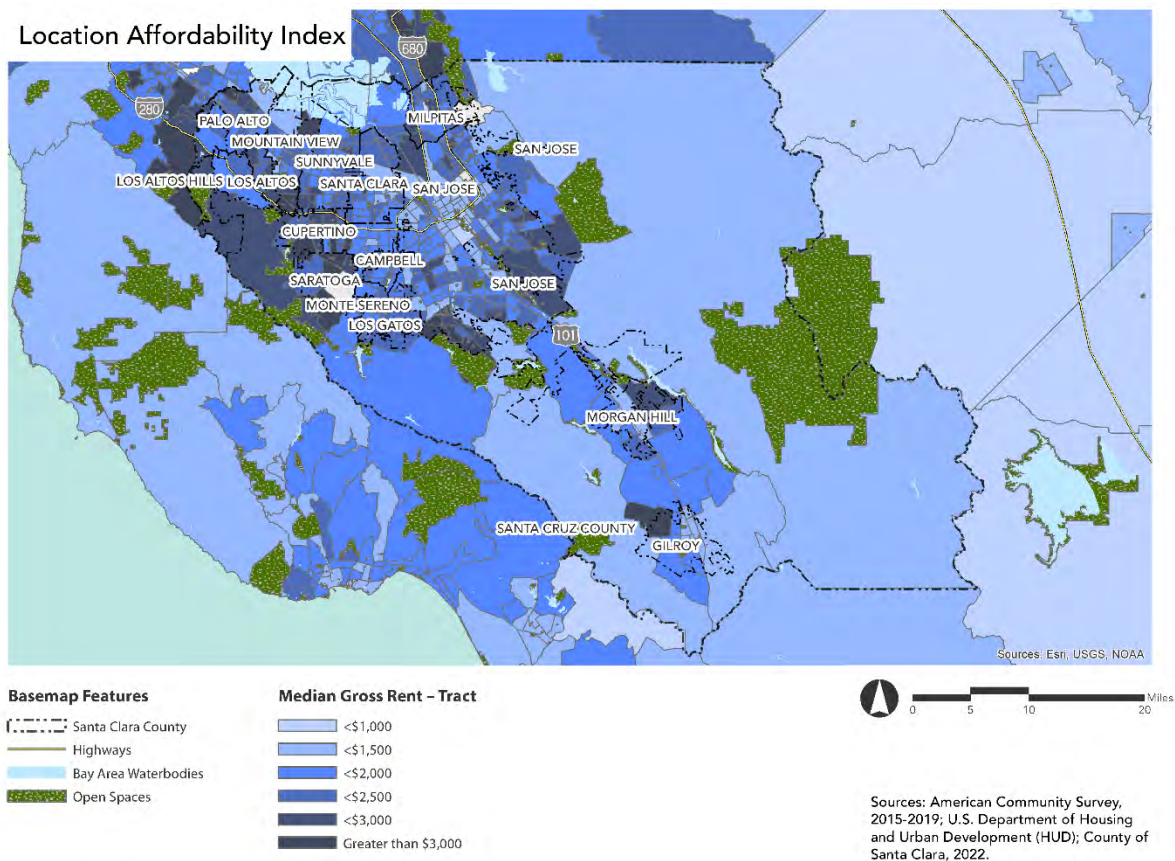 Location Affordability Index
680
280
PALO ALTO
MILPITAS
MOUNTAIN VIEW
SAN JOSE
SUNNYVALE
LOS ALTOS HILLS
LOS ALTOS
SANTA CLARA
SAN JOSE
CUPERTINO
CAMPBELL
SARATOGA
SAN JOSE
MONTE SERENO
LOS GATOS
101
MORGAN HILL
SANTA CRUZ COUNTY
GILROY
Sources: Esri, USGS, NOAA
Basemap Features
Santa Clara County
Highways
Bay Area Waterbodies
Open Spaces
Median Gross Rent – Tract
<$1,000
<$1,500
<$2,000
<$2,500
<$3,000
Greater than $3,000
Miles
0 5 10 20
Sources: American Community Survey,
2015-2019; U.S. Department of Housing
and Urban Development (HUD); County of
Santa Clara, 2022.